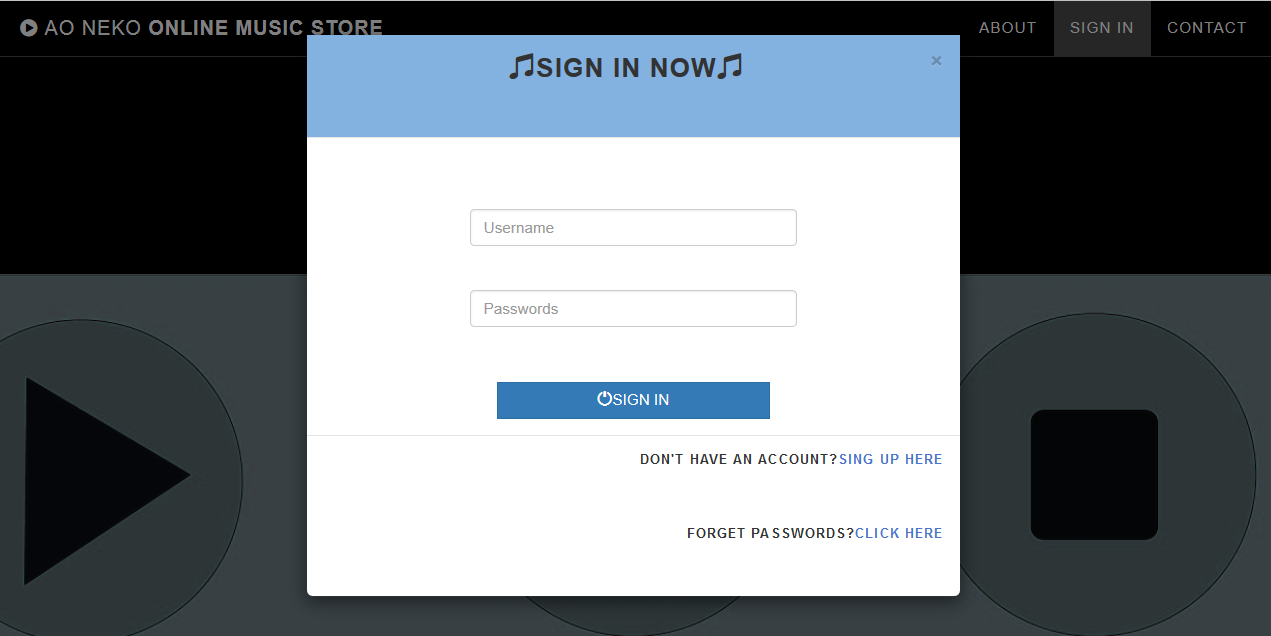 AO NEKO ONLINE MUSIC STORE
ABOUT
SIGN IN
CONTACT
SIGN IN NOW
×
Username
Passwords
SIGN IN
DON'T HAVE AN ACCOUNT?SING UP HERE
FORGET PASSWORDS?CLICK HERE